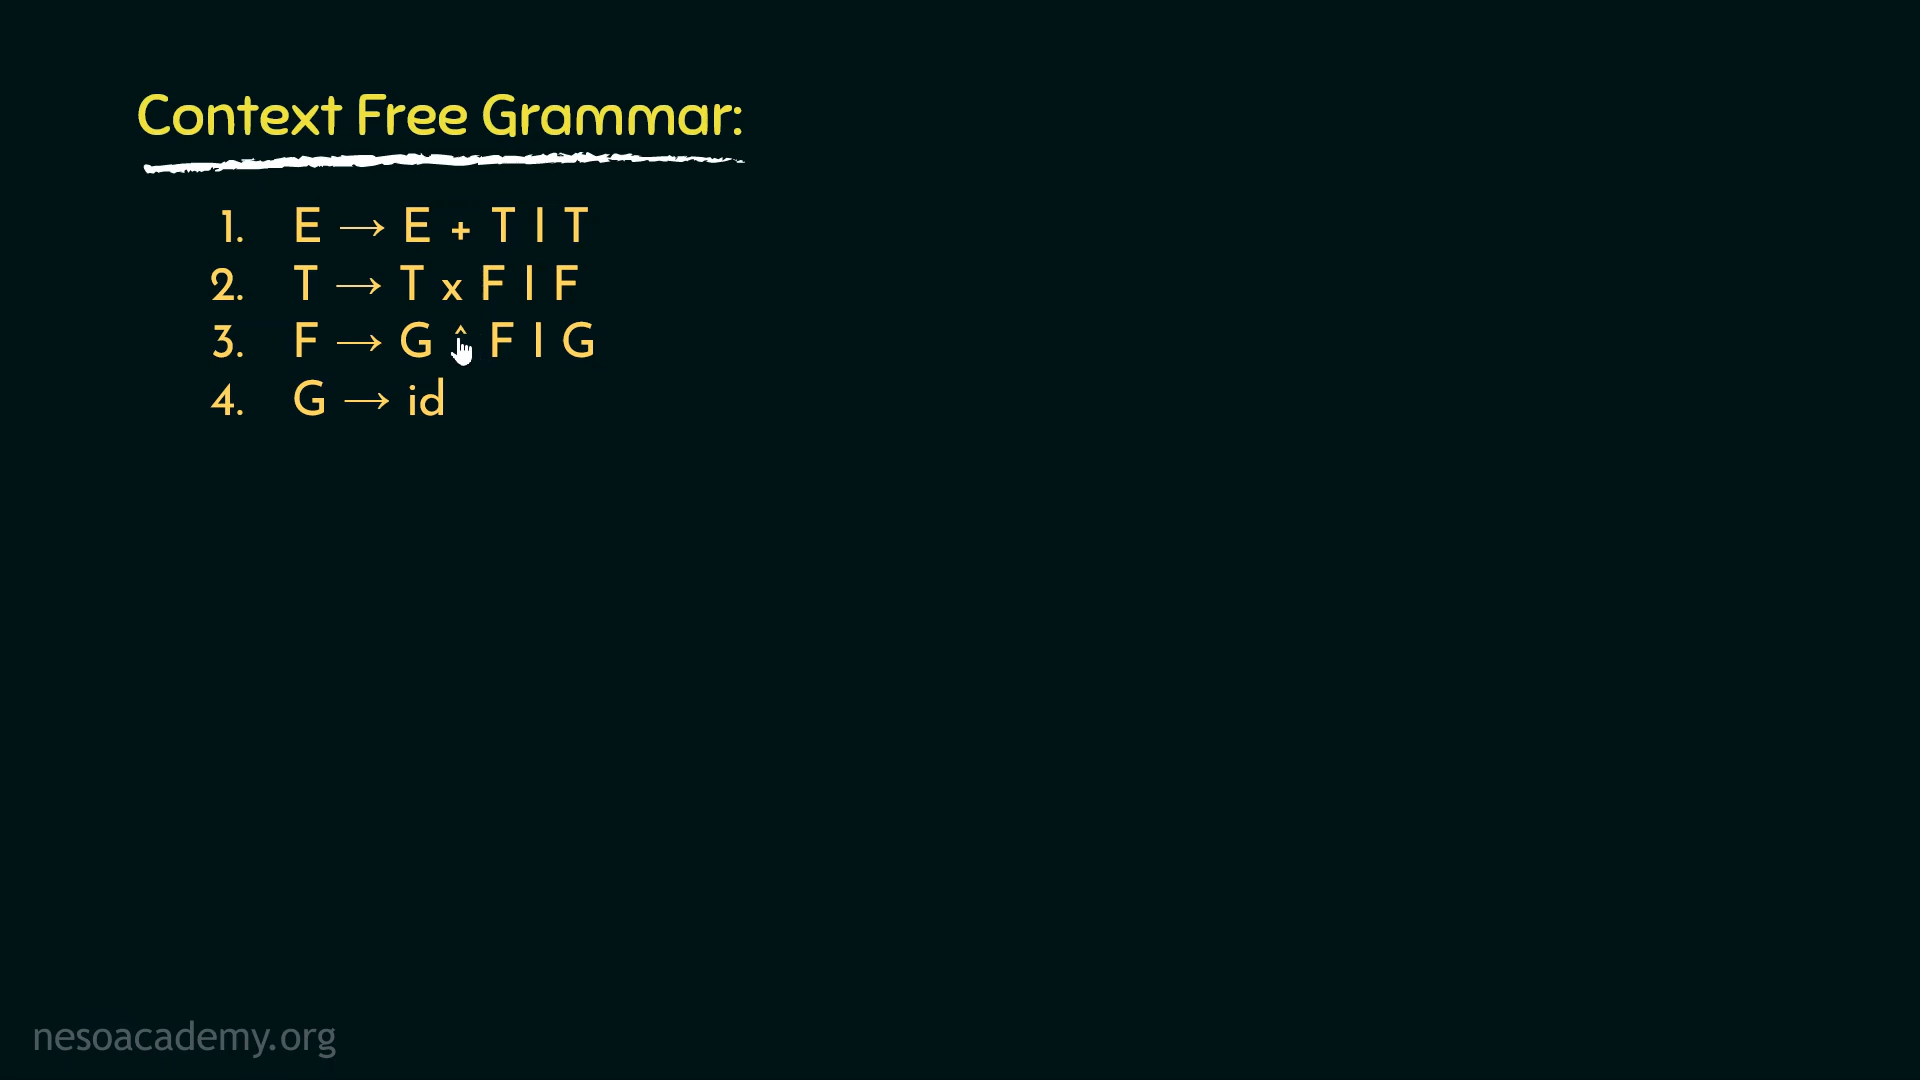 Context Free Grammar:
1. E → E + T | T
2. T → T x F | F
3. F → G ^ F | G
4. G → id
nesoacademy.org